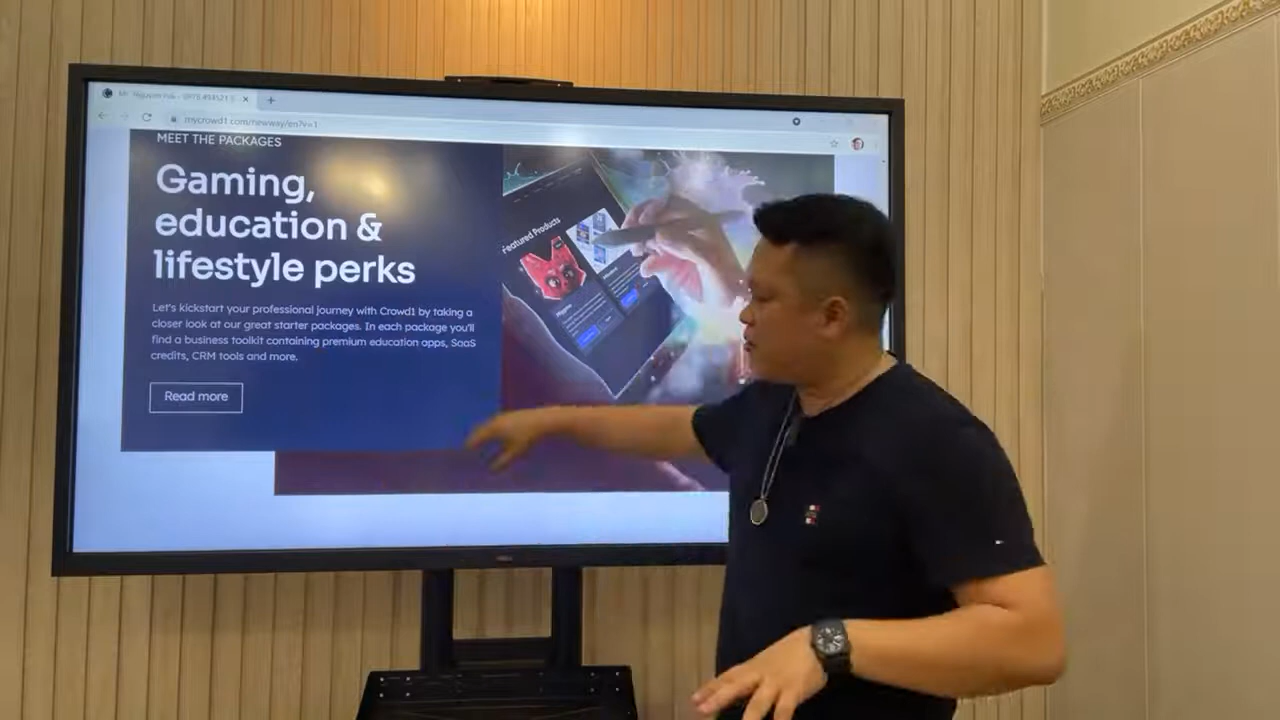 mycrowd1.com/newway/en?v=1
MEET THE PACKAGES
Gaming,
education &
lifestyle perks
Let's kickstart your professional journey with Crowd1 by taking a
closer look at our great starter packages. In each package you'll
find a business toolkit containing premium education apps, SaaS
credits, CRM tools and more.
Read more
Featured Products